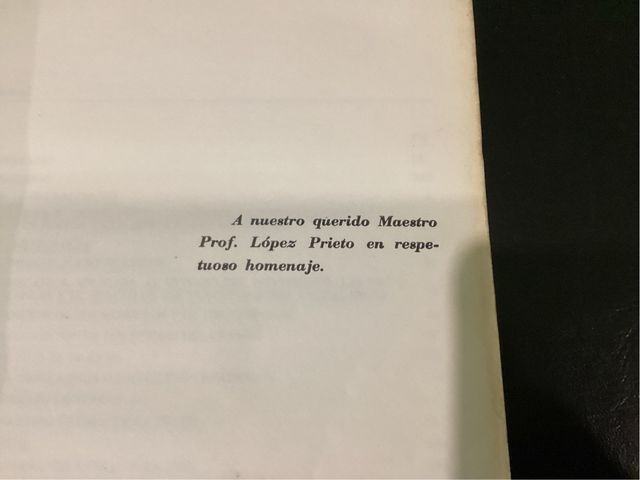 A nuestro querido Maestro
Prof. López Prieto en respe-
tuoso homenaje.